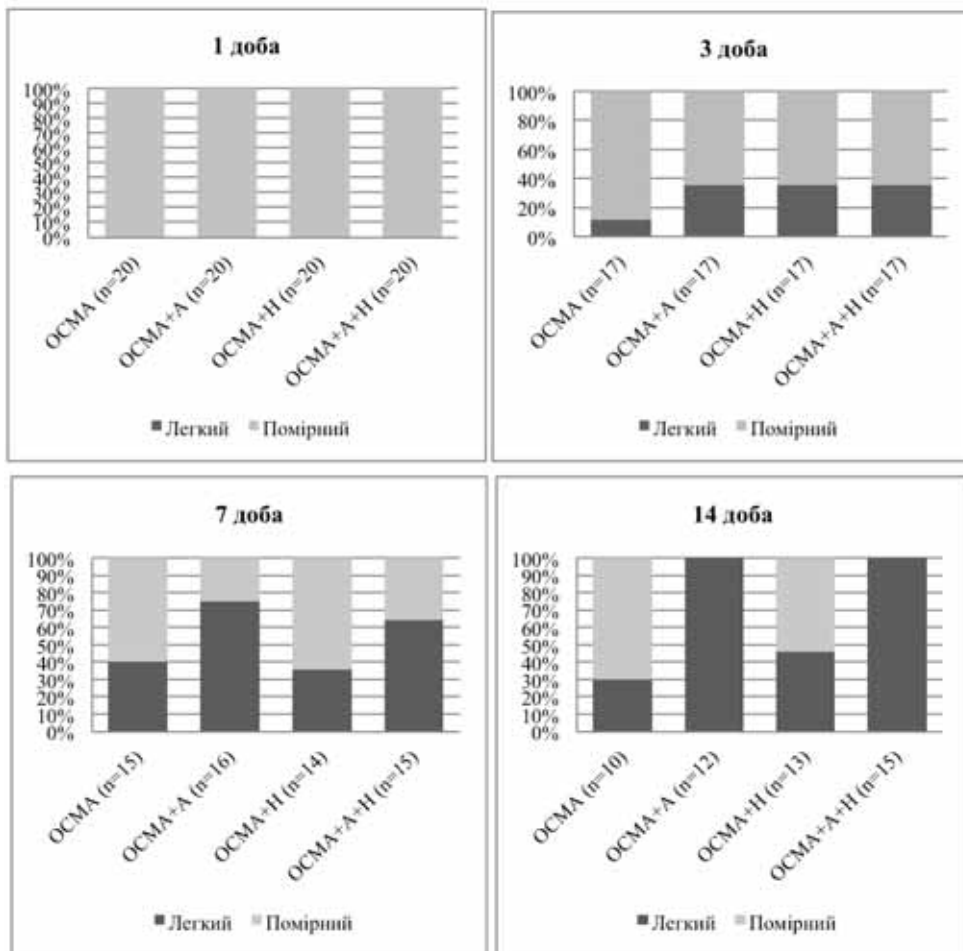 1 доба
100%
90%
80%
70%
60%
50%
40%
30%
20%
10%
0%
ОСМА (n=20)
ОСМА+А (n=20)
ОСМА+Н (n=20)
ОСМА+А+Н (n=20)
Легкий Помірний
3 доба
100%
80%
60%
40%
20%
0%
ОСМА (n=17)
ОСМА+А (n=17)
ОСМА+Н (n=17)
ОСМА+А+Н (n=17)
Легкий Помірний
7 доба
100%
90%
80%
70%
60%
50%
40%
30%
20%
10%
0%
ОСМА (n=15)
ОСМА+А (n=16)
ОСМА+Н (n=14)
ОСМА+А+Н (n=15)
Легкий Помірний
14 доба
100%
90%
80%
70%
60%
50%
40%
30%
20%
10%
0%
ОСМА (n=10)
ОСМА+А (n=12)
ОСМА+Н (n=13)
ОСМА+А+Н (n=15)
Легкий Помірний